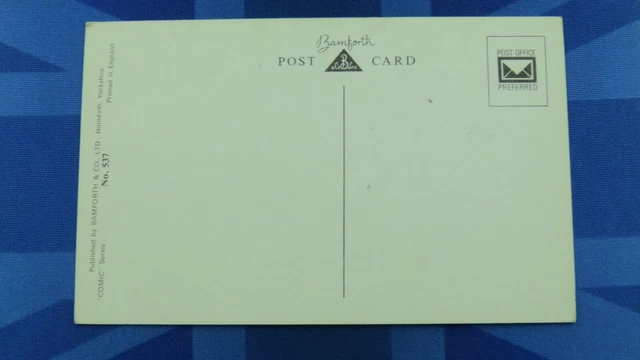 Bamforth
POST CARD
B
POST OFFICE
PREFERRED
Published by BAMFORTH & CO., LTD - Holmfirth, Yorkshire
"COMIC" Series No. 537 Printed in England